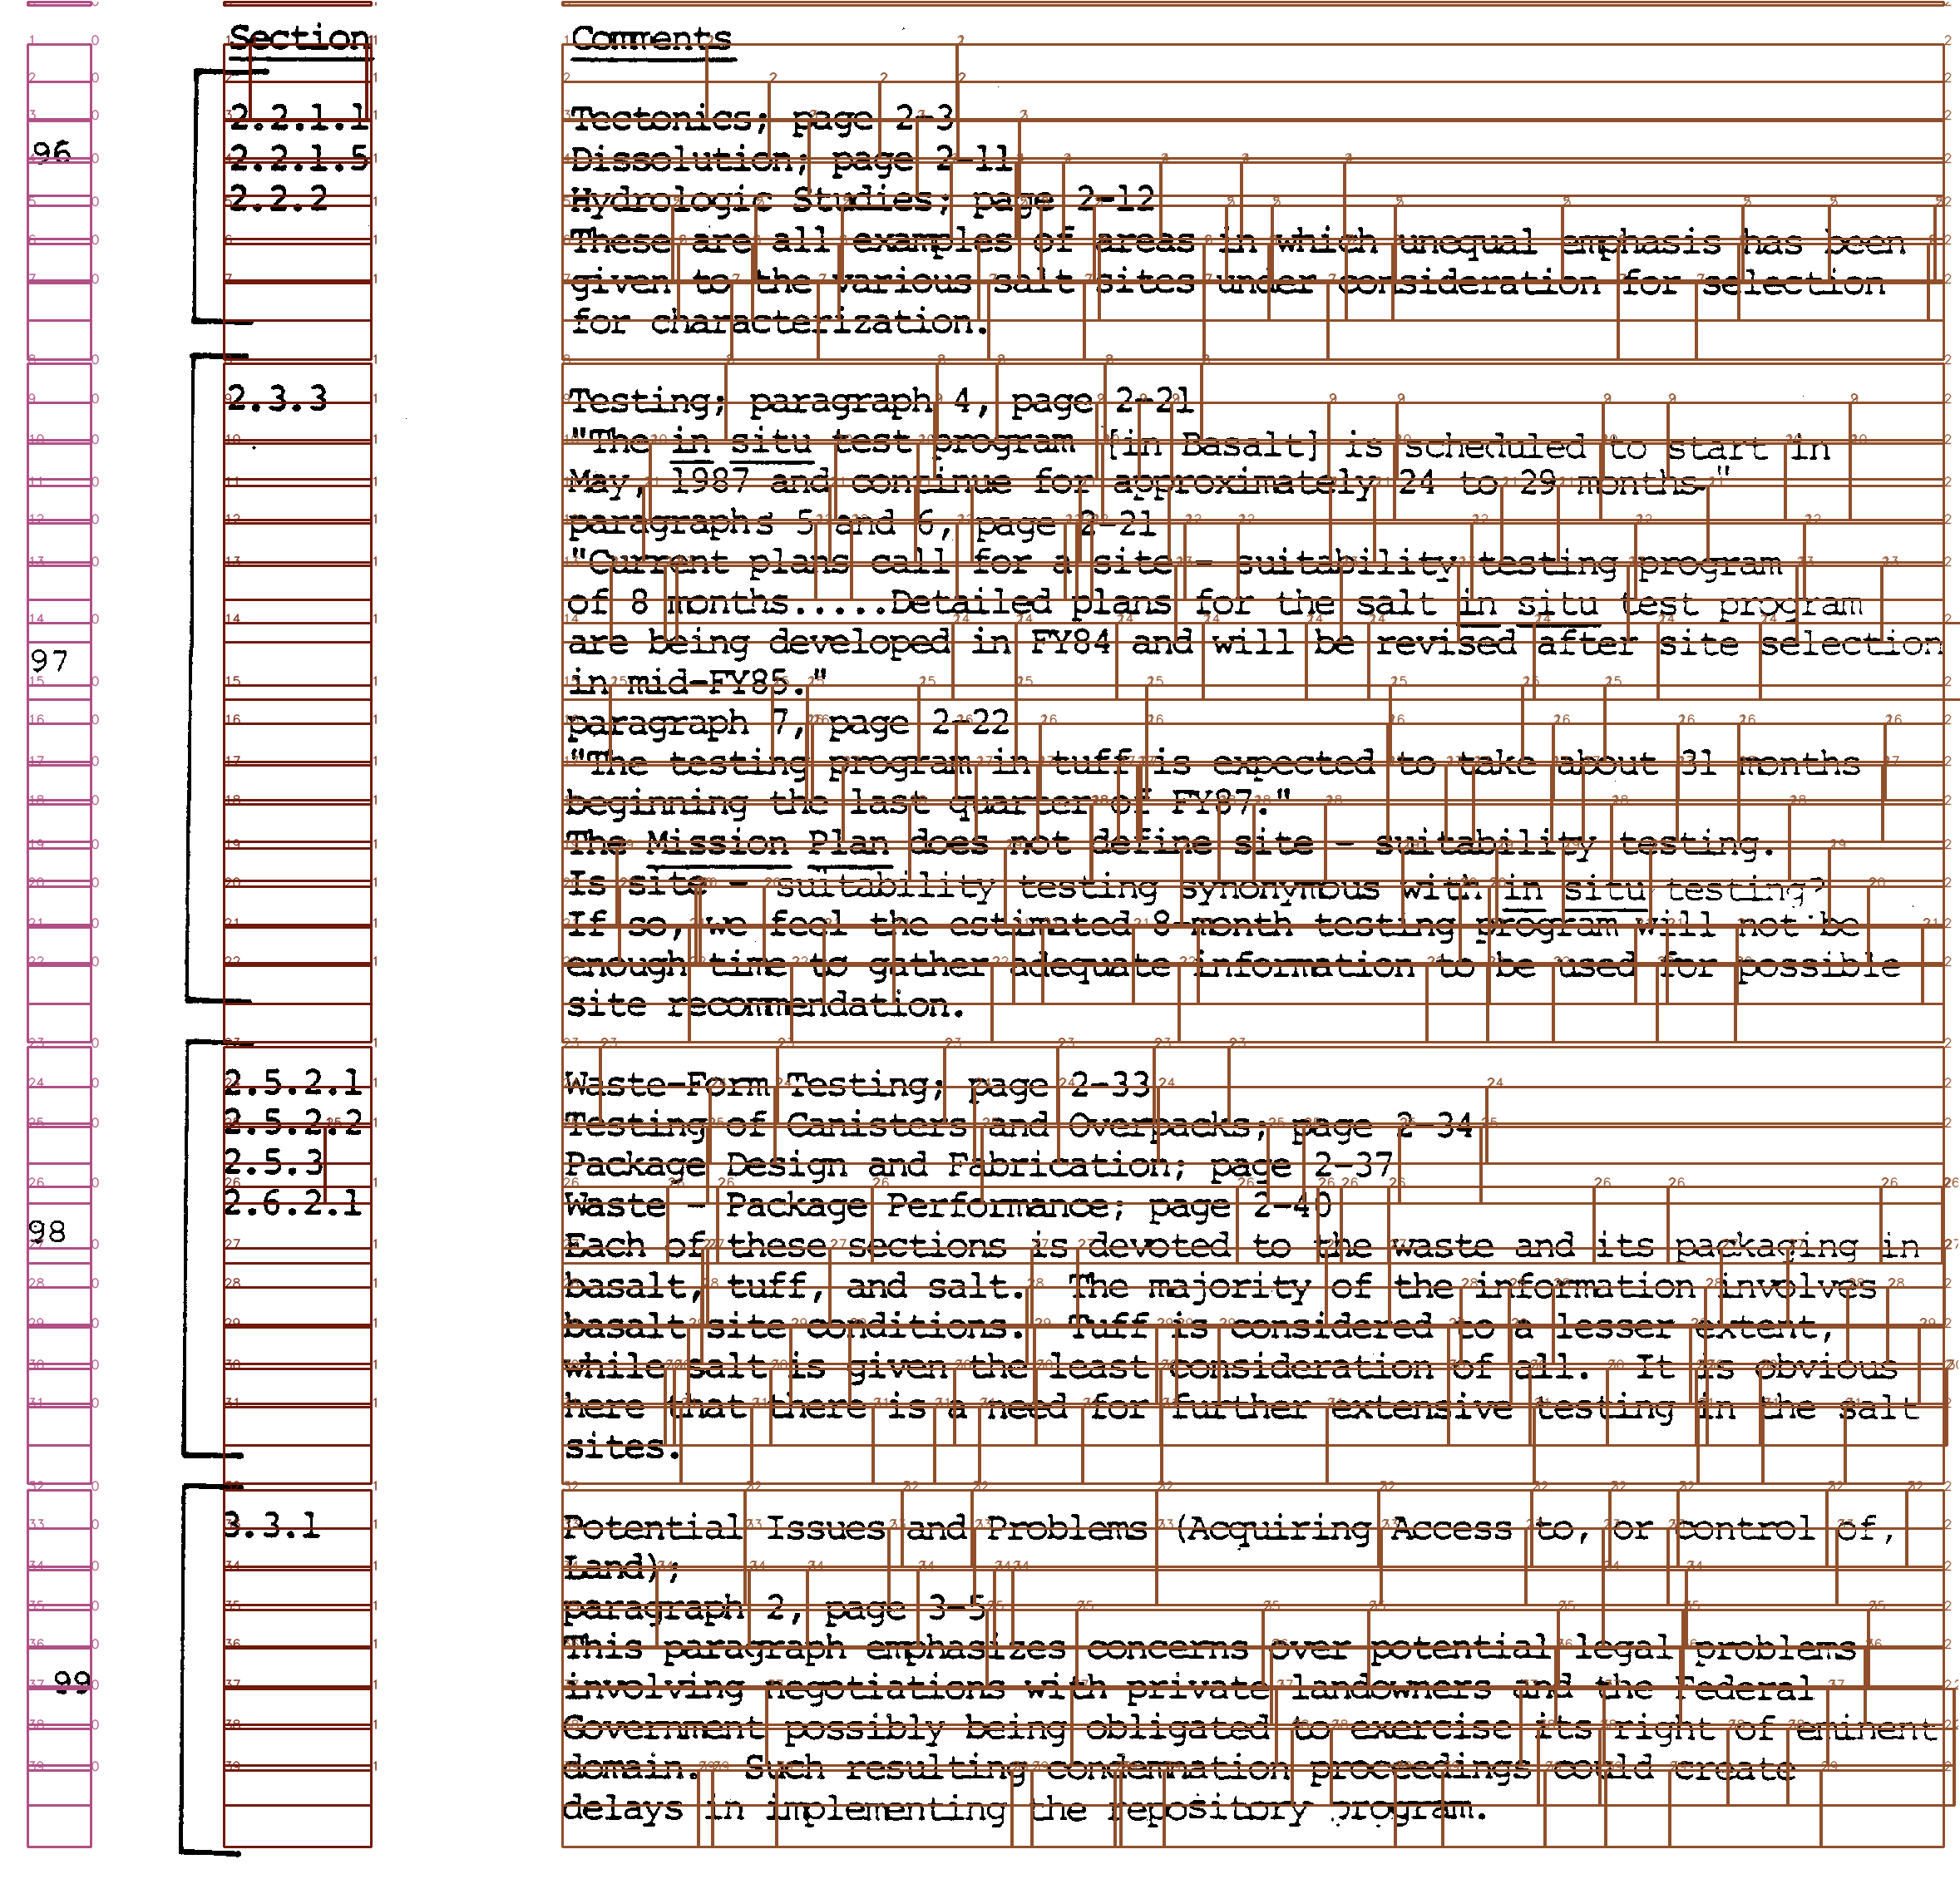 Section Comments
2.2.1.1 Tectonics; page 2-3
96 2.2.1.5 Dissolution; page 2-11
2.2.2 Hydrologic Studies; page 2-12
These are all examples of areas in which unequal emphasis has been
given to the various salt sites under consideration for selection
for characterization.
2.3.3 Testing; paragraph 4, page 2-21
"The in situ test program [in Basalt] is scheduled to start in
May, 1987 and continue for approximately 24 to 29 months."
paragraphs 5 and 6, page 2-21
"Current plans call for a site - suitability testing program
of 8 months.....Detailed plans for the salt in situ test program
are being developed in FY84 and will be revised after site selection
97 in mid-FY85."
paragraph 7, page 2-22
"The testing program in tuff is expected to take about 31 months
beginning the last quarter of FY87."
The Mission Plan does not define site - suitability testing.
Is site - suitability testing synonymous with in situ testing?
If so, we feel the estimated 8-month testing program will not be
enough time to gather adequate information to be used for possible
site recommendation.
2.5.2.1 Waste-Form Testing; page 2-33
2.5.2.2 Testing of Canisters and Overpacks; page 2-34
2.5.3 Package Design and Fabrication; page 2-37
2.6.2.1 Waste - Package Performance; page 2-40
98 Each of these sections is devoted to the waste and its packaging in
basalt, tuff, and salt. The majority of the information involves
basalt site conditions. Tuff is considered to a lesser extent,
while salt is given the least consideration of all. It is obvious
here that there is a need for further extensive testing in the salt
sites.
3.3.1 Potential Issues and Problems (Acquiring Access to, or control of,
Land);
paragraph 2, page 3-5
This paragraph emphasizes concerns over potential legal problems
99 involving negotiations with private landowners and the Federal
Government possibly being obligated to exercise its right of eminent
domain. Such resulting condemnation proceedings could create
delays in implementing the repository program.